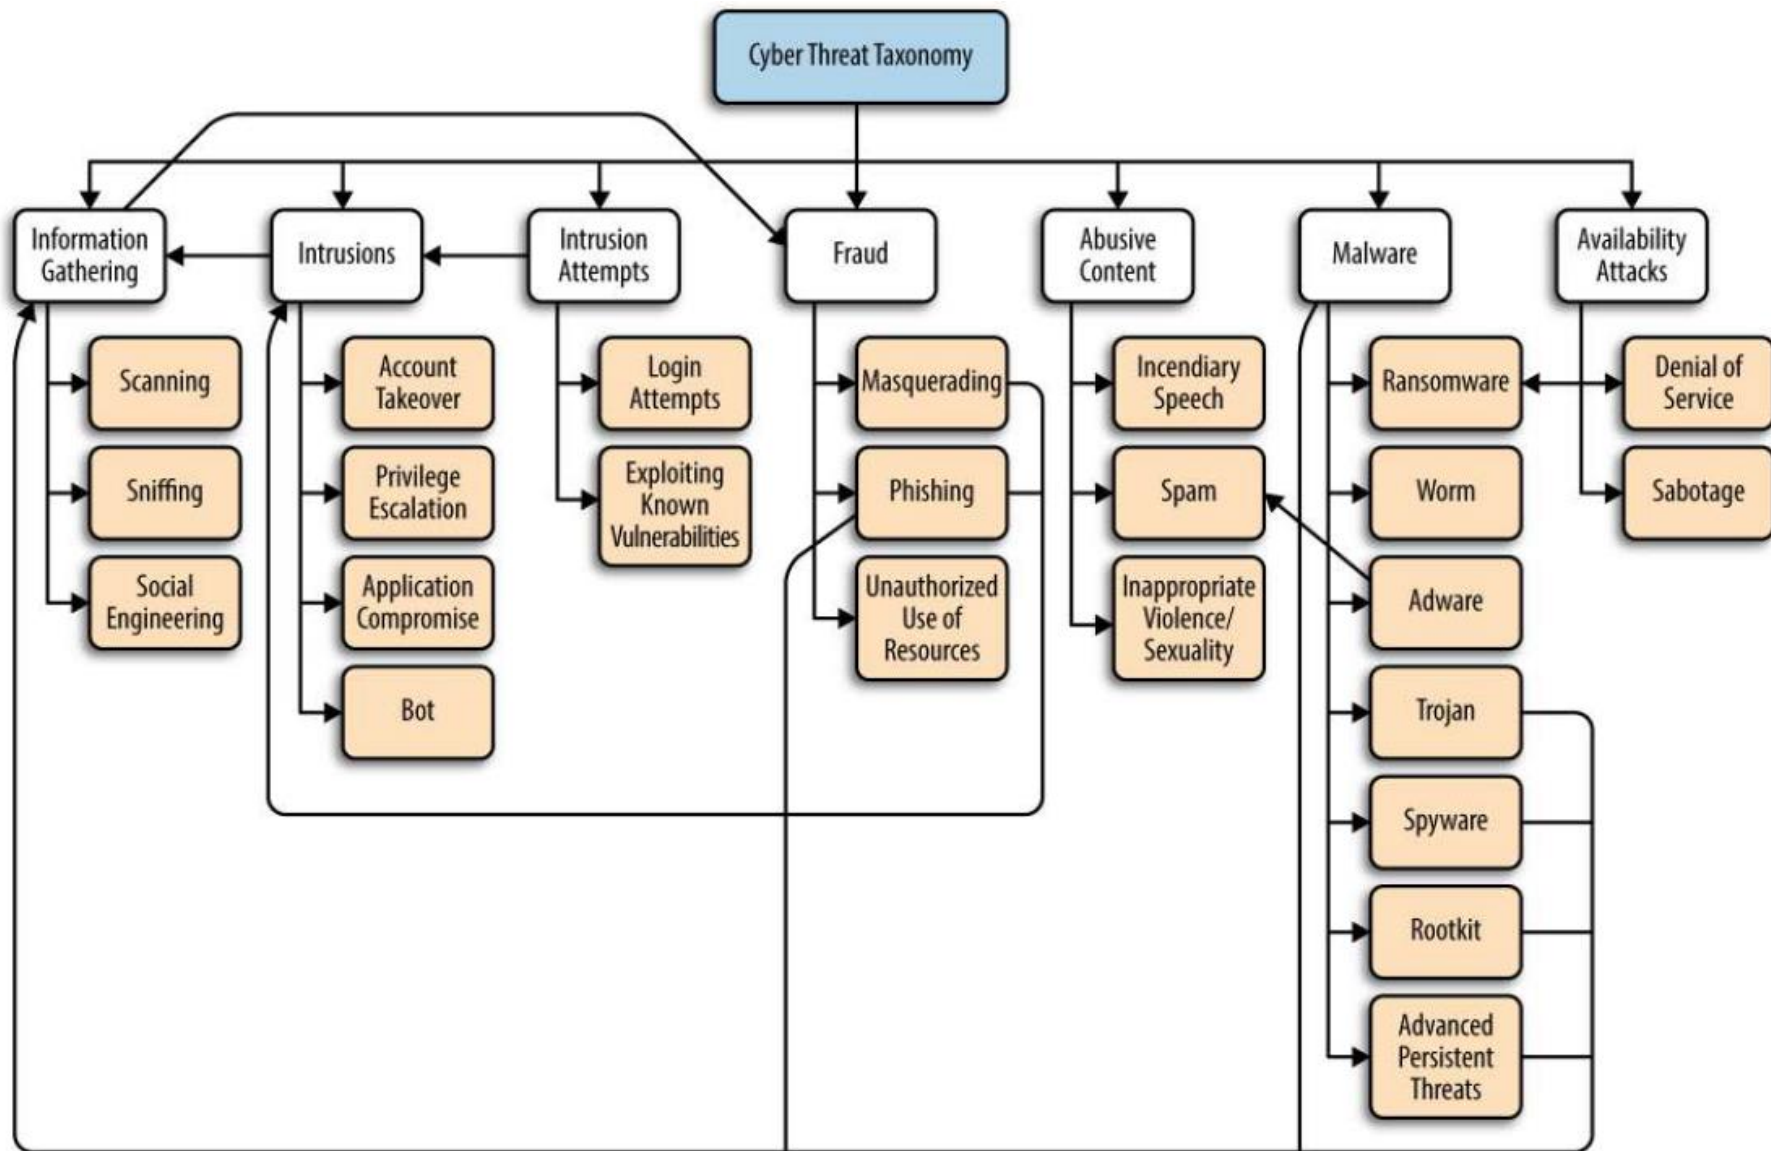 Cyber Threat Taxonomy
Information
Gathering
Intrusions
Intrusion
Attempts
Fraud
Abusive
Content
Malware
Availability
Attacks
Scanning
Sniffing
Social
Engineering
Account
Takeover
Privilege
Escalation
Application
Compromise
Bot
Login
Attempts
Exploiting
Known
Vulnerabilities
Masquerading
Phishing
Unauthorized
Use of
Resources
Incendiary
Speech
Spam
Inappropriate
Violence/
Sexuality
Ransomware
Worm
Adware
Trojan
Spyware
Rootkit
Advanced
Persistent
Threats
Denial of
Service
Sabotage